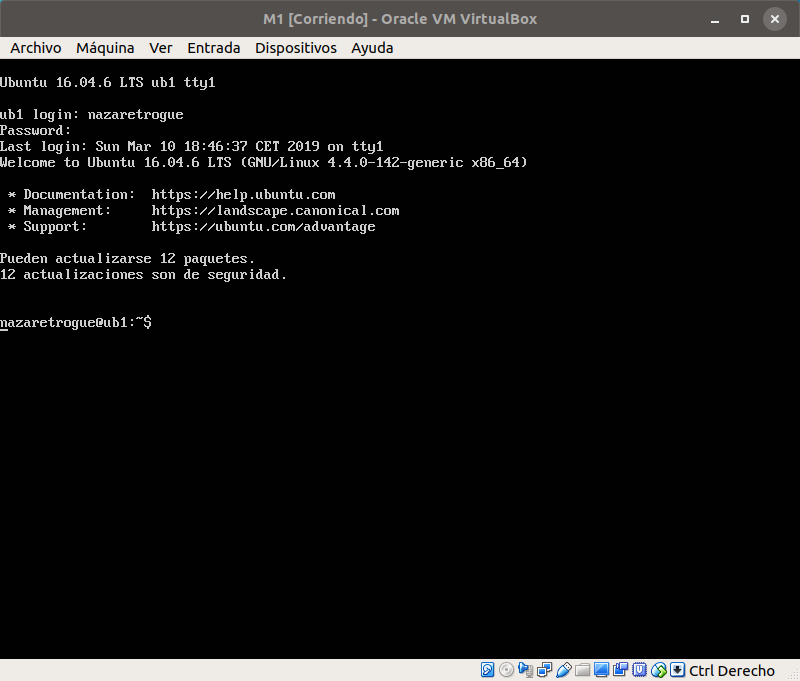 M1 [Corriendo] - Oracle VM VirtualBox
Archivo Máquina Ver Entrada Dispositivos Ayuda
Ubuntu 16.04.6 LTS ub1 tty1
ub1 login: nazaretrogue
Password:
Last login: Sun Mar 10 18:46:37 CET 2019 on tty1
Welcome to Ubuntu 16.04.6 LTS (GNU/Linux 4.4.0-142-generic x86_64)
* Documentation: https://help.ubuntu.com
* Management: https://landscape.canonical.com
* Support: https://ubuntu.com/advantage
Pueden actualizarse 12 paquetes.
12 actualizaciones son de seguridad.
nazaretrogue@ub1:~$
Ctrl Derecho